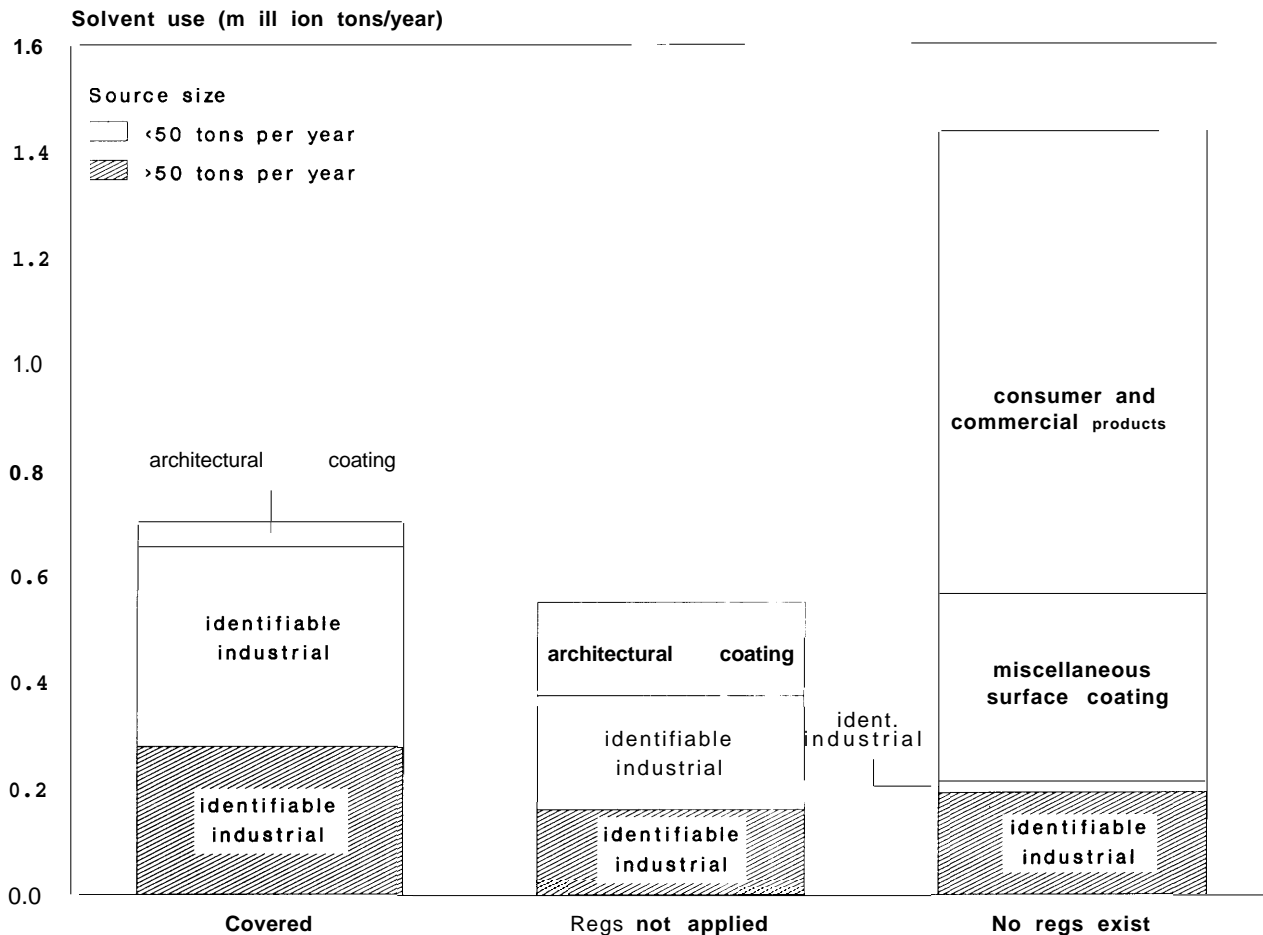 Solvent use (m ill ion tons/year)
1.6
Source size
<50 tons per year
1.4
>50 tons per year
1.2
1.0
consumer and
commercial products
0.8
architectural coating
0.6
identifiable
industrial
architectural coating
0.4
miscellaneous
surface coating
ident.
industrial
identifiable
industrial
0.2
identifiable
industrial
identifiable
industrial
identifiable
industrial
0.0
Covered
Regs not applied
No regs exist